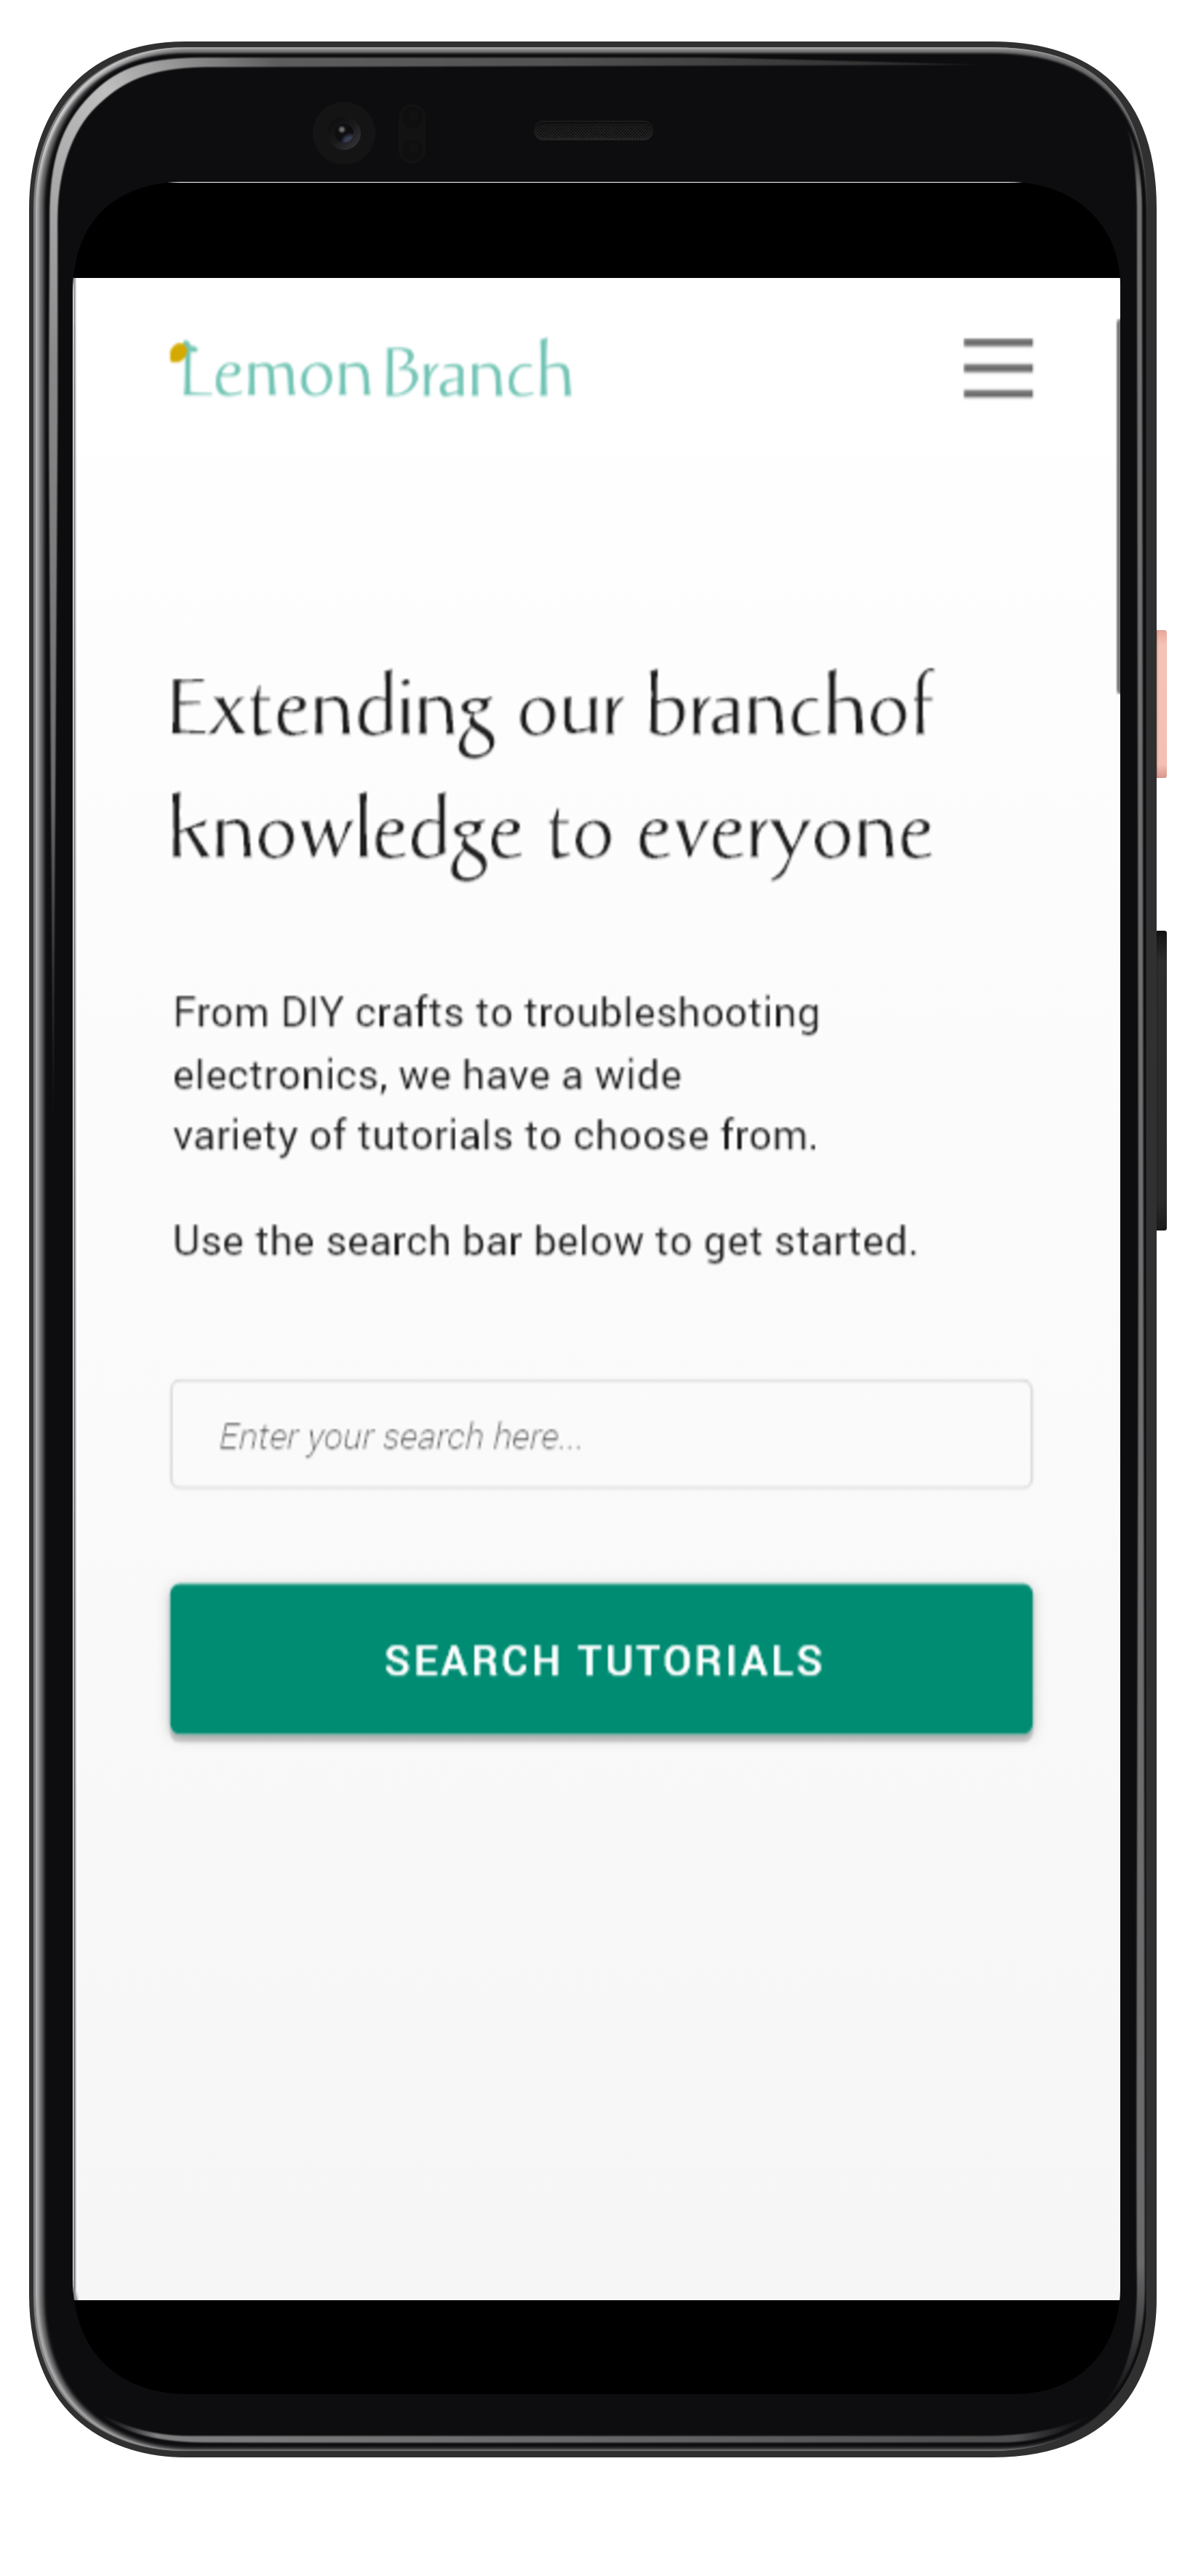 Lemon Branch
Extending our branchof
knowledge to everyone
From DIY crafts to troubleshooting
electronics, we have a wide
variety of tutorials to choose from.
Use the search bar below to get started.
Enter your search here...
SEARCH TUTORIALS